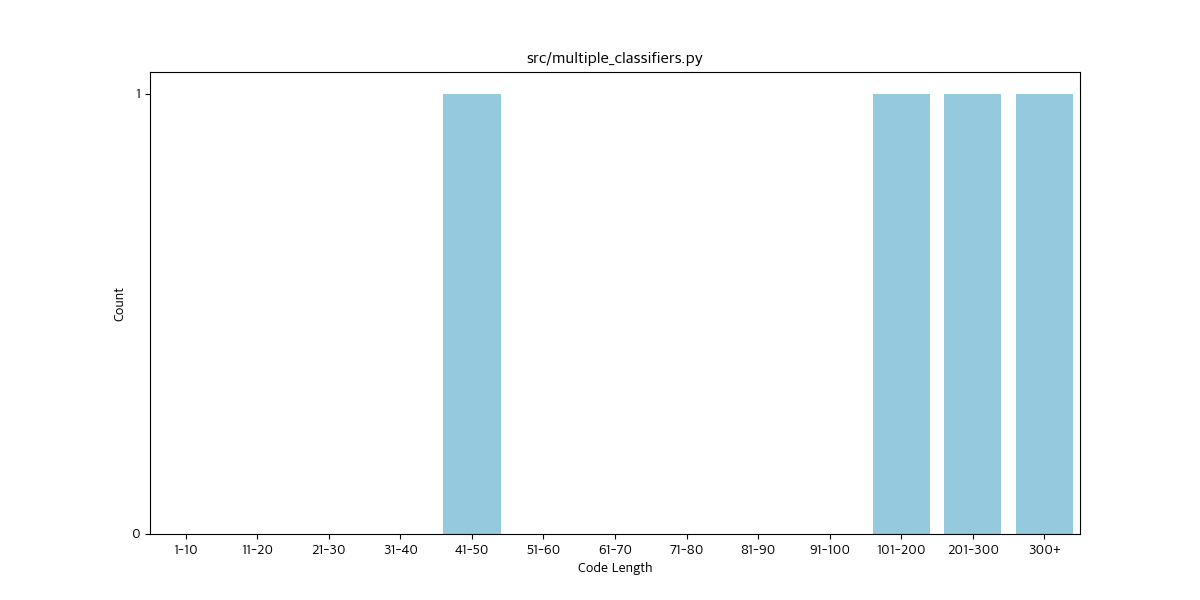 src/multiple_classifiers.py
Count
1
0
1-10 11-20 21-30 31-40 41-50 51-60 61-70 71-80 81-90 91-100 101-200 201-300 300+
Code Length